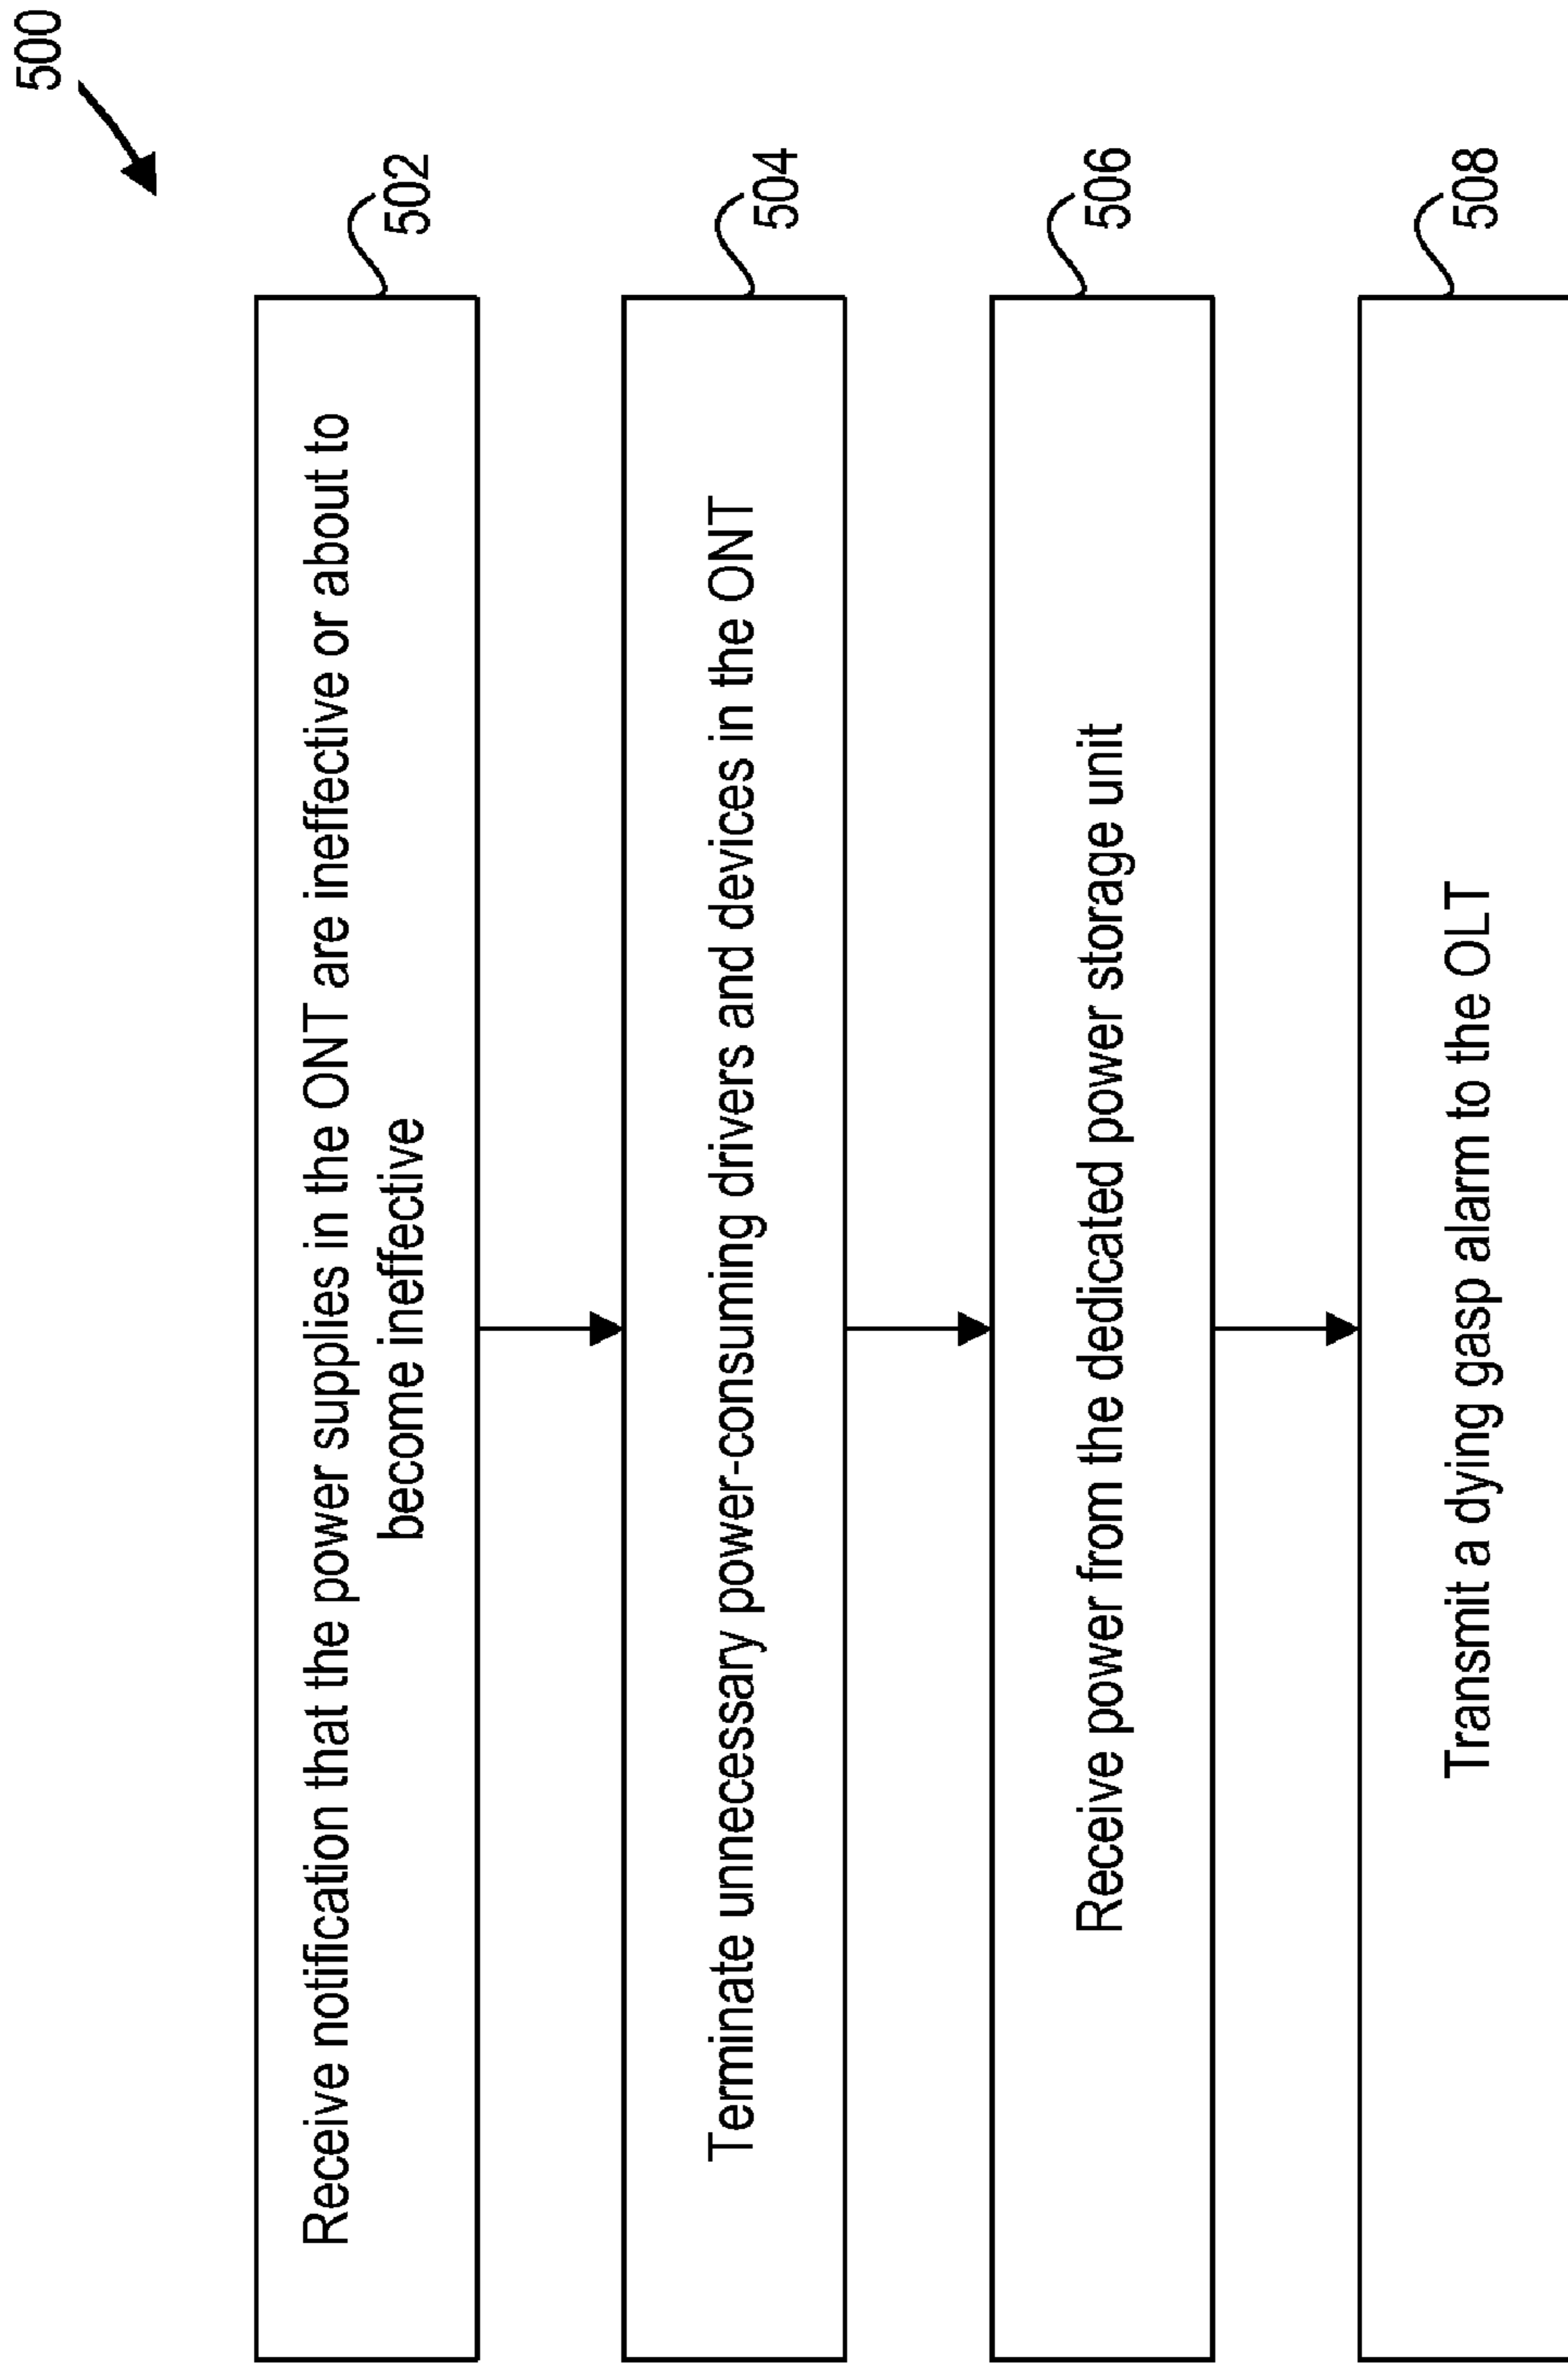 500
Receive notification that the power supplies in the ONT are ineffective or about to
become ineffective
502
Terminate unnecessary power-consuming drivers and devices in the ONT
504
Receive power from the dedicated power storage unit
506
Transmit a dying gasp alarm to the OLT
508